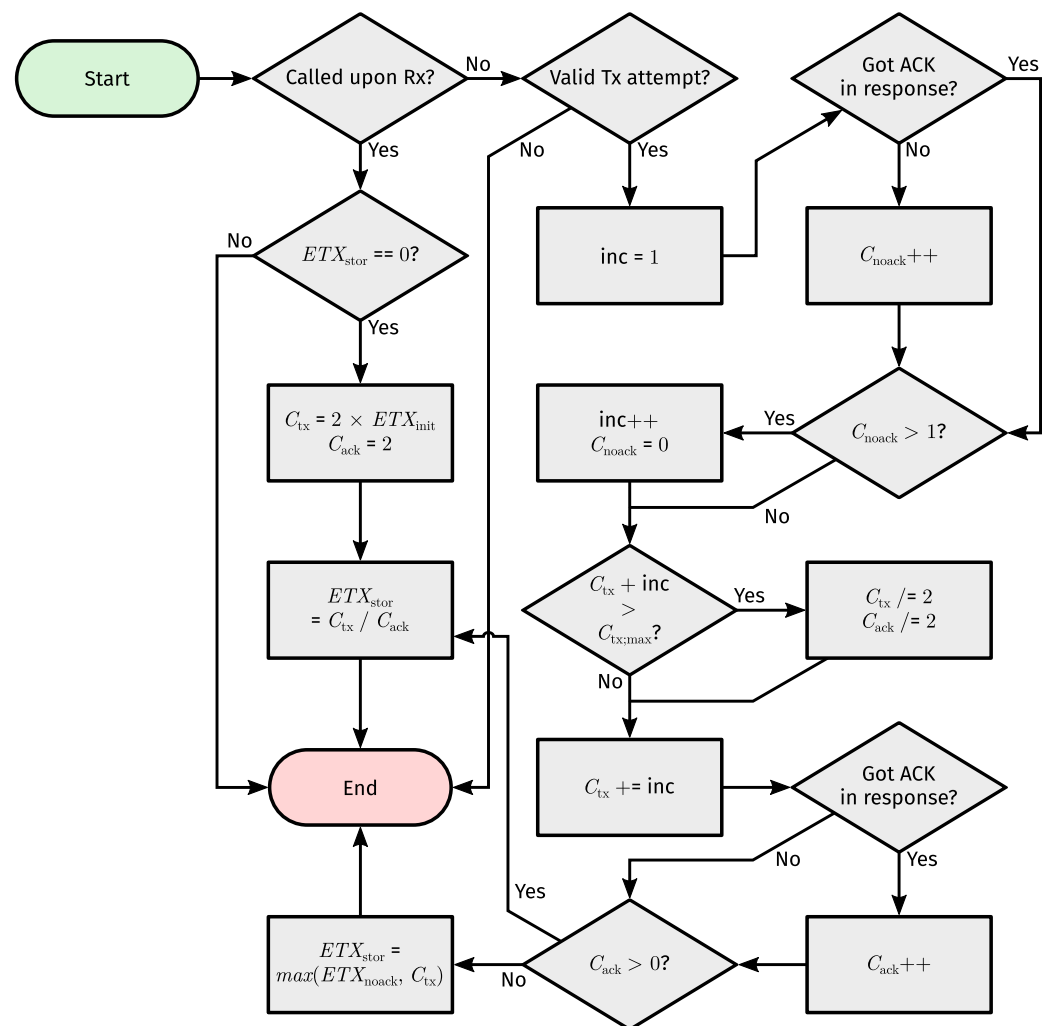 Start
Called upon Rx?
No
Valid Tx attempt?
Got ACK
in response?
Yes
Yes
No
Yes
No
No
ETX_stor == 0?
inc = 1
C_noack++
Yes
C_tx = 2 × ETX_init
C_ack = 2
inc++
C_noack = 0
Yes
C_noack > 1?
No
ETX_stor
= C_tx / C_ack
C_tx + inc
>
C_tx;max?
Yes
C_tx /= 2
C_ack /= 2
No
End
C_tx += inc
Got ACK
in response?
No
Yes
Yes
ETX_stor =
max(ETX_noack, C_tx)
No
C_ack > 0?
C_ack++